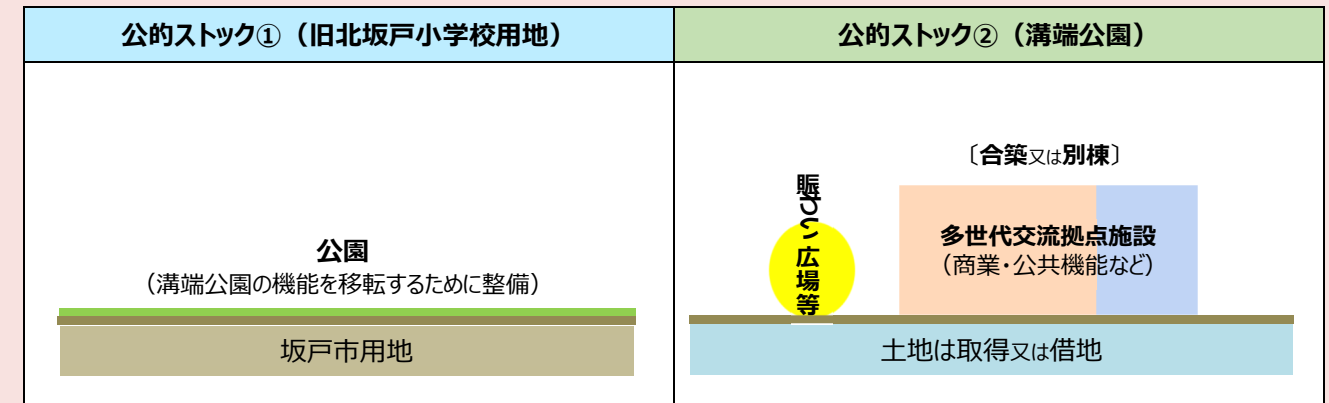 公的ストック①（旧北坂戸小学校用地）
公園
（溝端公園の機能を移転するために整備）
坂戸市用地
公的ストック②（溝端公園）
〔合築又は別棟〕
賑わい広場等
多世代交流拠点施設
（商業・公共機能など）
土地は取得又は借地